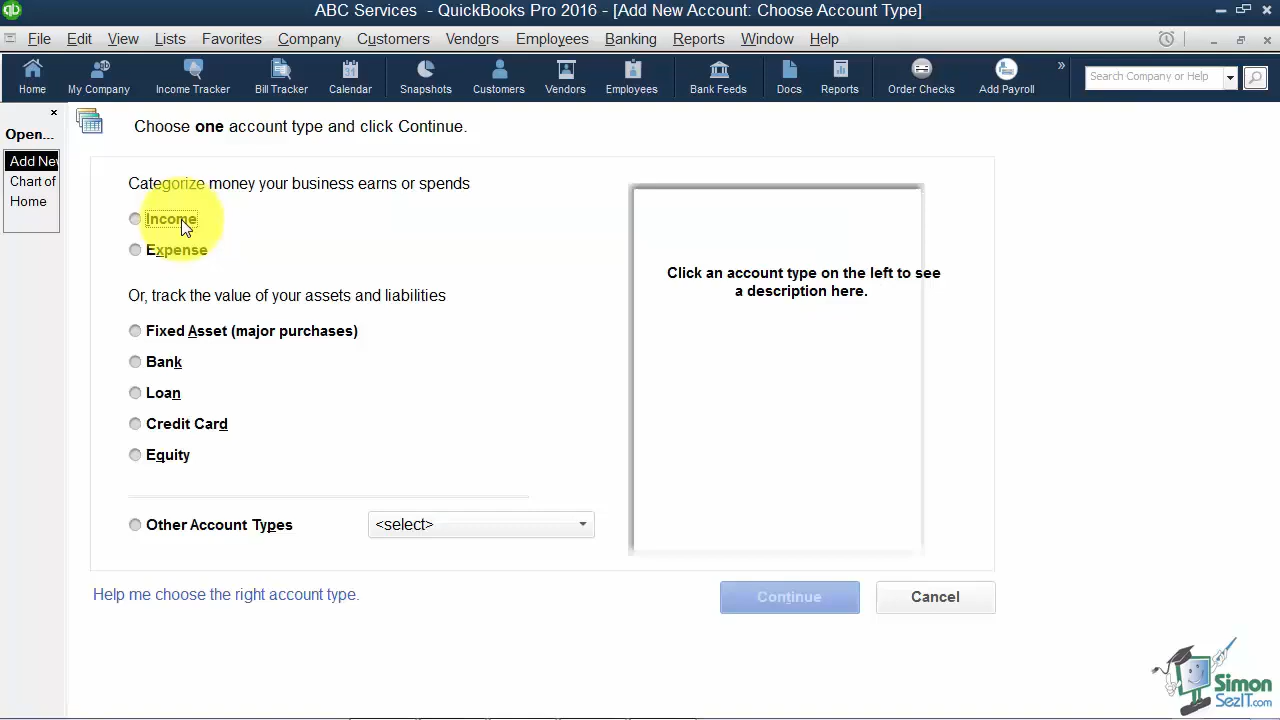 ABC Services - QuickBooks Pro 2016 - [Add New Account: Choose Account Type]
File Edit View Lists Favorites Company Customers Vendors Employees Banking Reports Window Help
Home My Company Income Tracker Bill Tracker Calendar Snapshots Customers Vendors Employees Bank Feeds Docs Reports Order Checks Add Payroll » Search Company or Help
Open...
Add New
Chart of
Home
Choose one account type and click Continue.
Categorize money your business earns or spends
Income
Expense
Or, track the value of your assets and liabilities
Fixed Asset (major purchases)
Bank
Loan
Credit Card
Equity
Other Account Types <select>
Click an account type on the left to see
a description here.
Help me choose the right account type.
Continue Cancel
Simon
SezIT.com